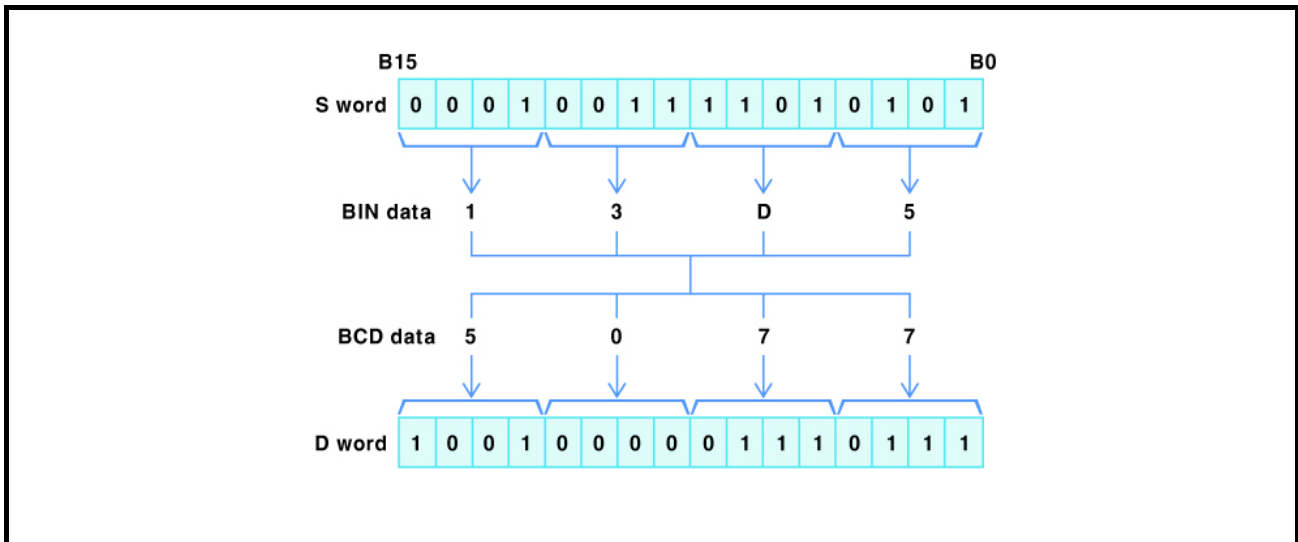 B15 B0
S word 0 0 0 1 0 0 1 1 1 1 0 1 0 1 0 1
BIN data 1 3 D 5
BCD data 5 0 7 7
D word 1 0 0 1 0 0 0 0 0 1 1 1 0 1 1 1